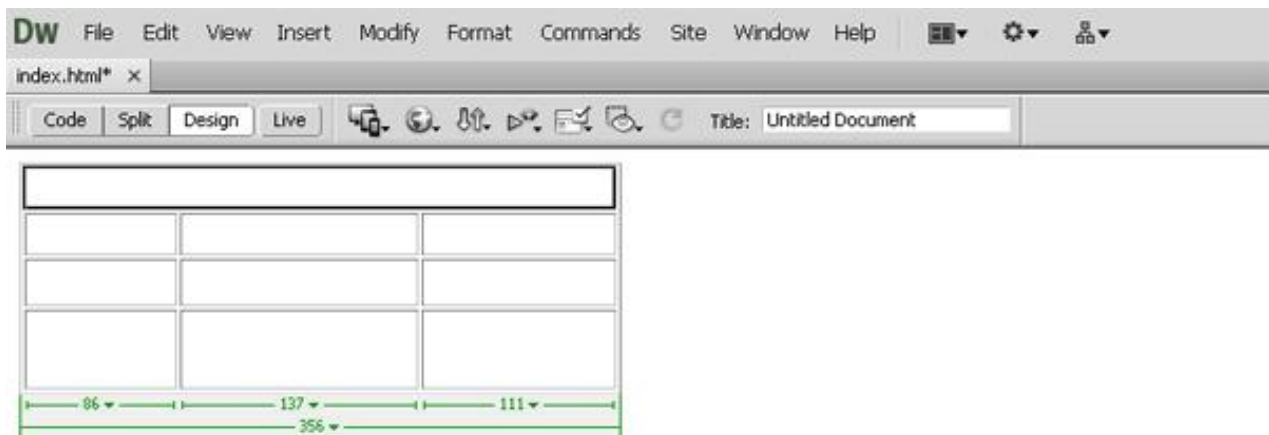 Dw File Edit View Insert Modify Format Commands Site Window Help
index.html* ×
Code Split Design Live Title: Untitled Document
86 137 111
356